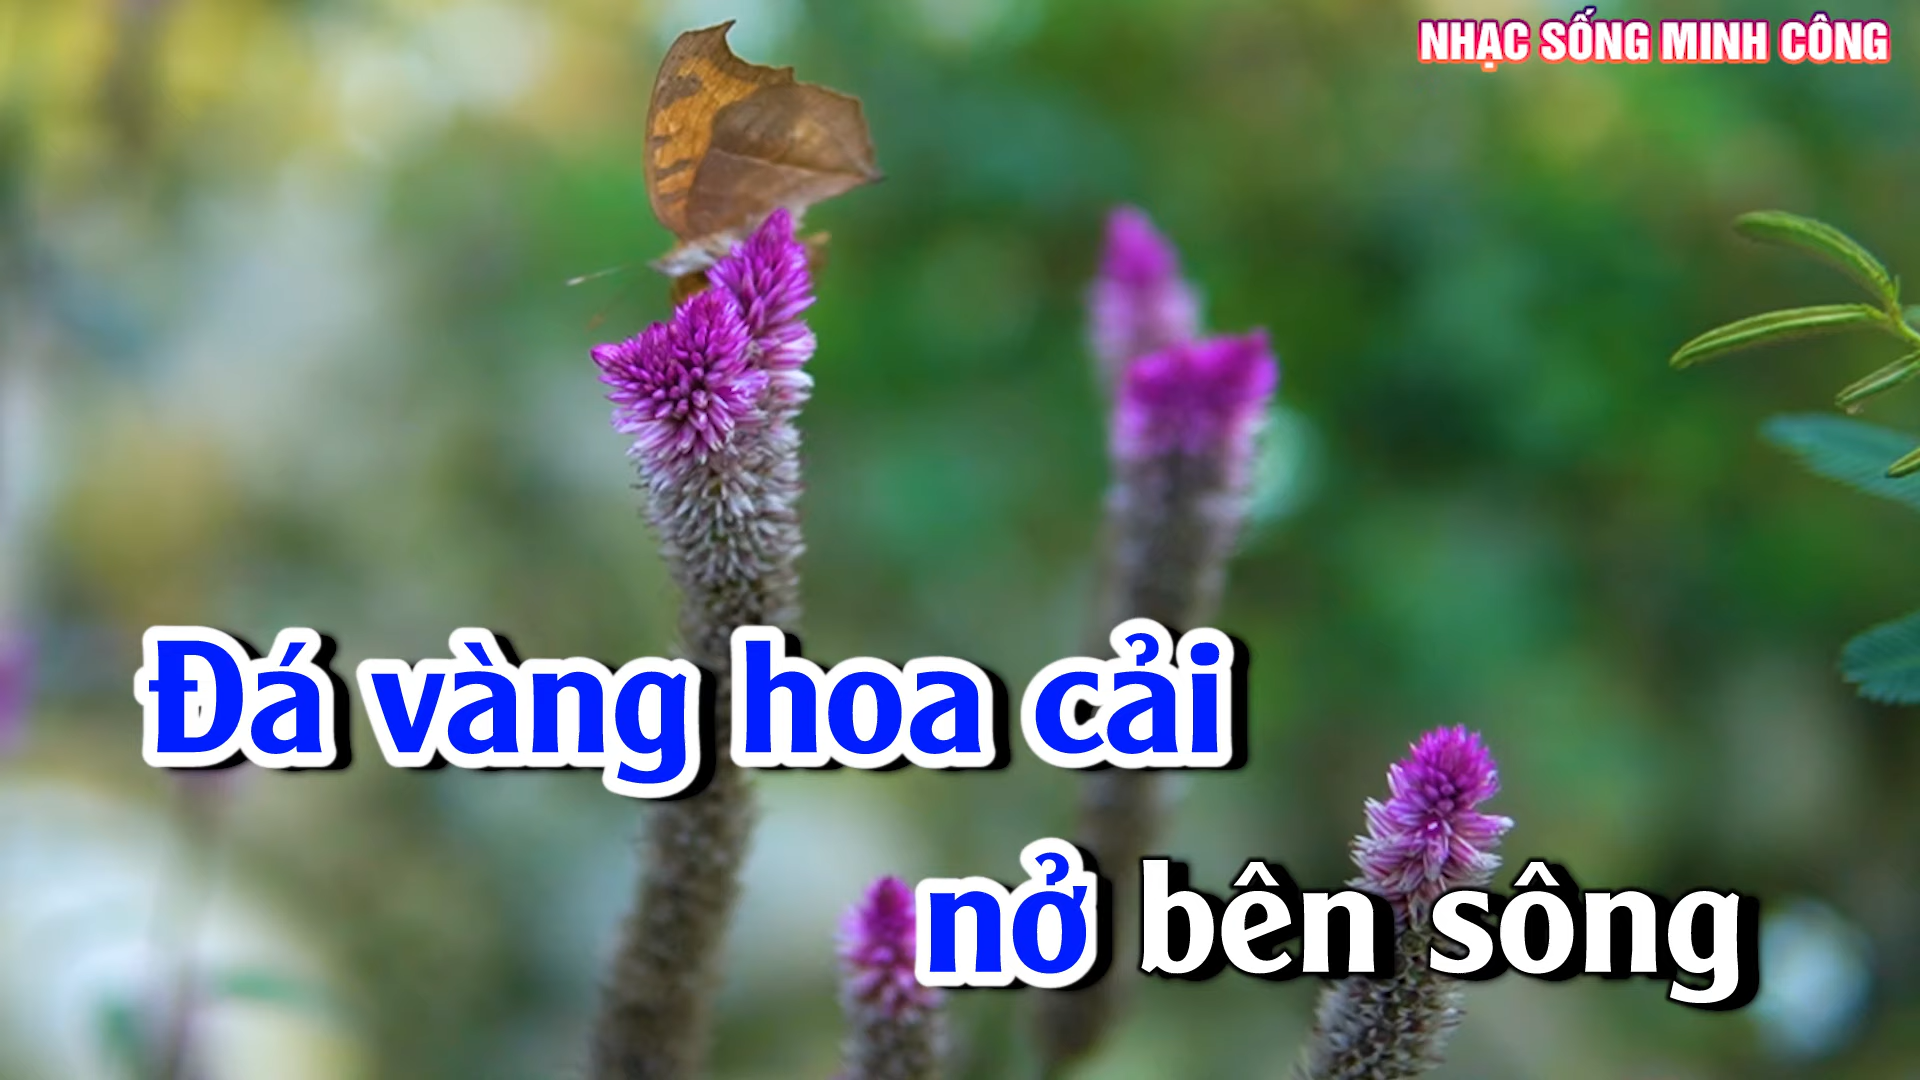 NHẠC SỐNG MINH CÔNG
Đá vàng hoa cải
nở bên sông